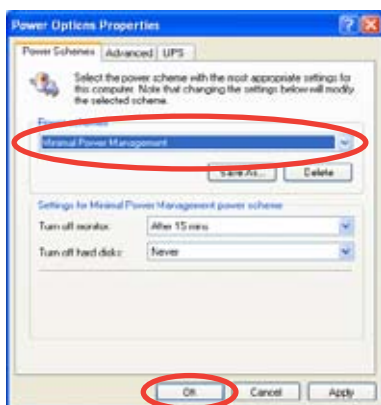 Power Options Properties
Power Schemes Advanced UPS
Select the power scheme with the most appropriate settings for
this computer. Note that changing the settings below will modify
the selected scheme.
Power schemes
Minimal Power Management
Save As... Delete
Settings for Minimal Power Management power scheme
Turn off monitor: After 15 mins
Turn off hard disks: Never
OK Cancel Apply